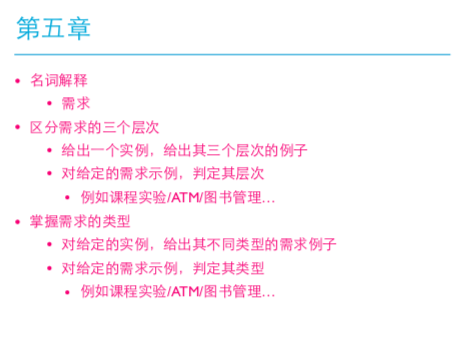 第五章
• 名词解释
• 需求
• 区分需求的三个层次
• 给出一个实例，给出其三个层次的例子
• 对给定的需求示例，判定其层次
• 例如课程实验/ATM/图书管理…
• 掌握需求的类型
• 对给定的实例，给出其不同类型的需求例子
• 对给定的需求示例，判定其类型
• 例如课程实验/ATM/图书管理…